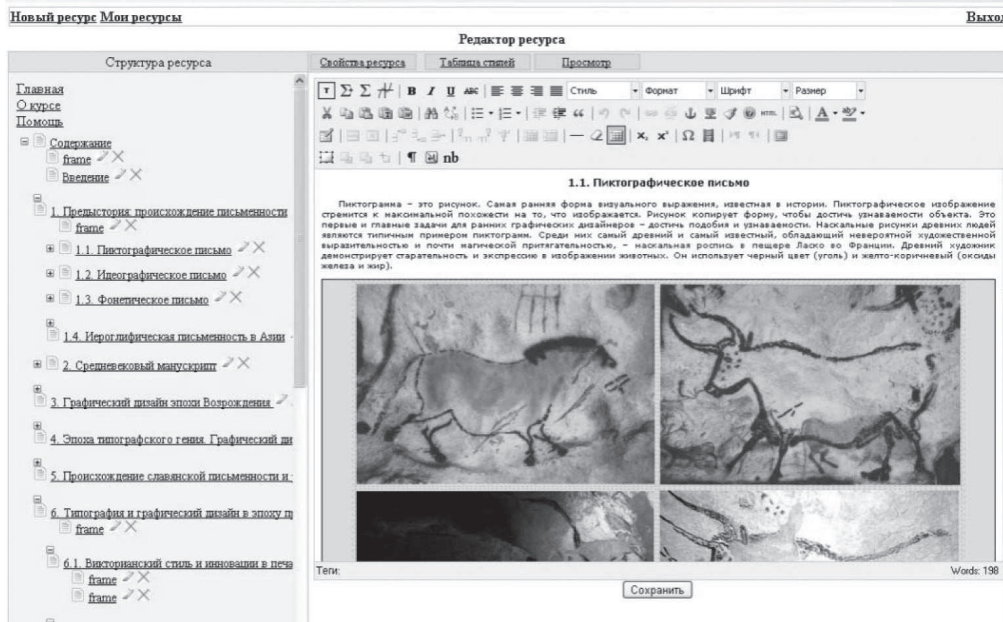 Новый ресурс Мои ресурсы Выход
Редактор ресурса
Структура ресурса
Свойства ресурса Таблица стилей Просмотр
Главная
О курсе
Помощь
Содержание
frame
Введение
1. Предыстория: происхождение письменности
frame
1.1. Пиктографическое письмо
1.2. Идеографическое письмо
1.3. Фонетическое письмо
1.4. Иероглифическая письменность в Азии
2. Средневековый манускрипт
3. Графический дизайн эпохи Возрождения
4. Эпоха типографского гения. Графический ди
5. Происхождение славянской письменности и
6. Типография и графический дизайн в эпоху п
frame
6.1. Викторианский стиль и инновации в печа
frame
frame
T B I U ABC Стиль Формат Шрифт Размер
HTML A ab
x, x² Ω
¶ nb
1.1. Пиктографическое письмо
Пиктограмма – это рисунок. Самая ранняя форма визуального выражения, известная в истории. Пиктографическое изображение
стремится к максимальной похожести на то, что изображается. Рисунок копирует форму, чтобы достичь узнаваемости объекта. Это
первые и главные задачи для ранних графических дизайнеров – достичь подобия и узнаваемости. Наскальные рисунки древних людей
являются типичным примером пиктограмм. Среди них самый древний и самый известный, обладающий невероятной художественной
выразительностью и почти магической притягательностью, – наскальная роспись в пещере Ласко во Франции. Древний художник
демонстрирует старательность и экспрессию в изображении животных. Он использует черный цвет (уголь) и желто-коричневый (оксиды
железа и жир).
Теги: Words: 198
Сохранить